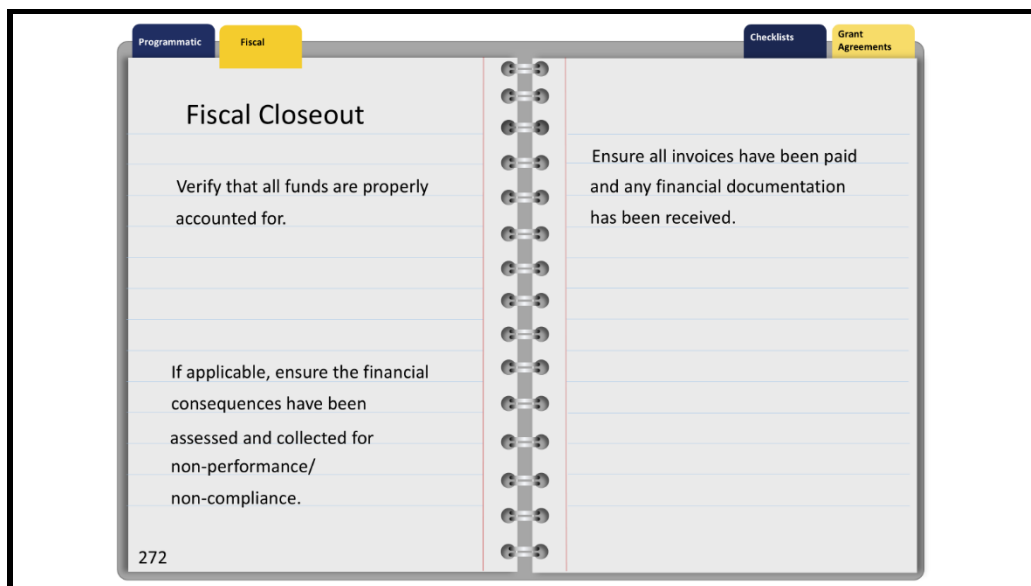 Programmatic
Fiscal
Checklists
Grant
Agreements
Fiscal Closeout
Verify that all funds are properly
accounted for.
If applicable, ensure the financial
consequences have been
assessed and collected for
non-performance/
non-compliance.
272
Ensure all invoices have been paid
and any financial documentation
has been received.